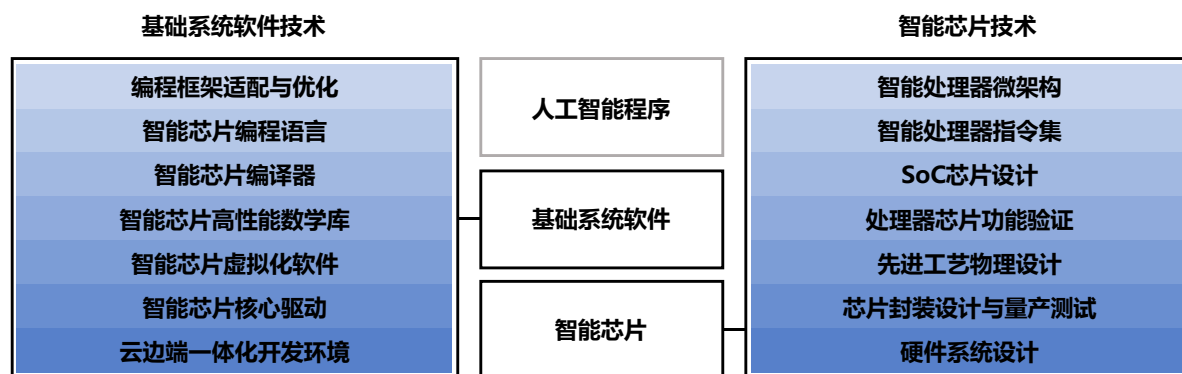 基础系统软件技术
编程框架适配与优化
智能芯片编程语言
智能芯片编译器
智能芯片高性能数学库
智能芯片虚拟化软件
智能芯片核心驱动
云边端一体化开发环境
人工智能程序
基础系统软件
智能芯片
智能芯片技术
智能处理器微架构
智能处理器指令集
SoC芯片设计
处理器芯片功能验证
先进工艺物理设计
芯片封装设计与量产测试
硬件系统设计